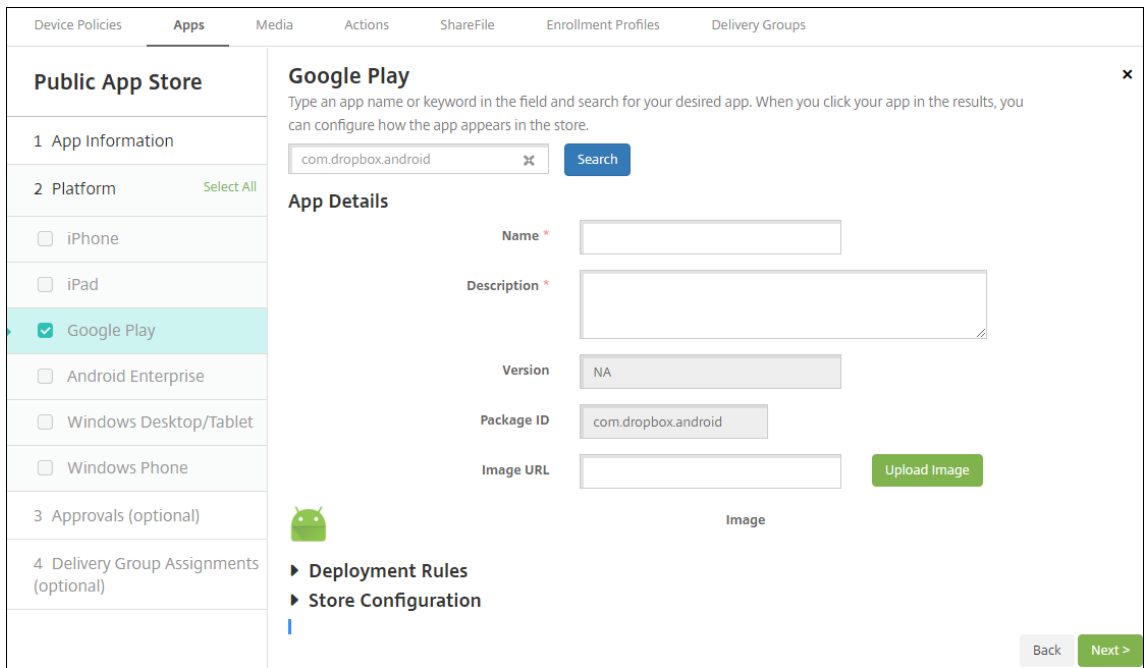 Device Policies Apps Media Actions ShareFile Enrollment Profiles Delivery Groups
Public App Store
1 App Information
2 Platform Select All
iPhone
iPad
Google Play
Android Enterprise
Windows Desktop/Tablet
Windows Phone
3 Approvals (optional)
4 Delivery Group Assignments
(optional)
Google Play
Type an app name or keyword in the field and search for your desired app. When you click your app in the results, you
can configure how the app appears in the store.
com.dropbox.android Search
App Details
Name *
Description *
Version NA
Package ID com.dropbox.android
Image URL Upload Image
Image
Deployment Rules
Store Configuration
Back Next >